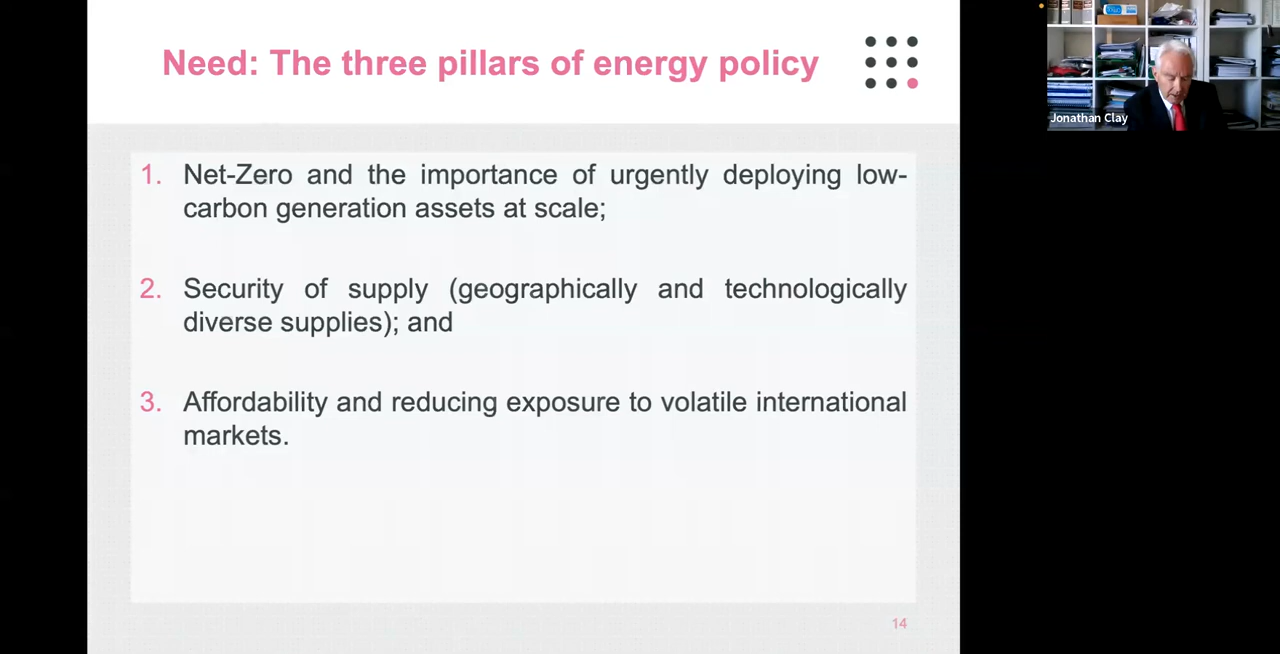 Need: The three pillars of energy policy
Jonathan Clay
1. Net-Zero and the importance of urgently deploying low-
carbon generation assets at scale;
2. Security of supply (geographically and technologically
diverse supplies); and
3. Affordability and reducing exposure to volatile international
markets.
14